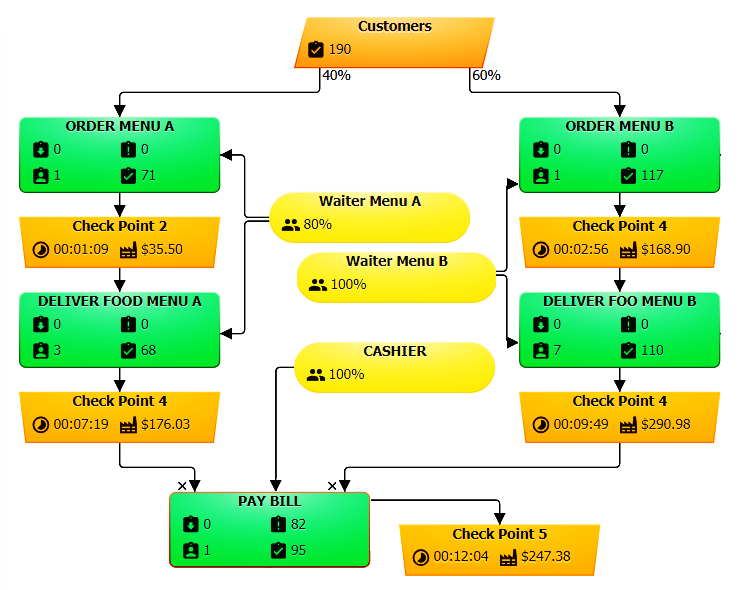 Customers
190
40%
60%
ORDER MENU A
0 0
1 71
ORDER MENU B
0 0
1 117
Waiter Menu A
80%
Check Point 2
00:01:09 $35.50
Check Point 4
00:02:56 $168.90
Waiter Menu B
100%
DELIVER FOOD MENU A
0 0
3 68
DELIVER FOO MENU B
0 0
7 110
CASHIER
100%
Check Point 4
00:07:19 $176.03
Check Point 4
00:09:49 $290.98
PAY BILL
0 82
1 95
Check Point 5
00:12:04 $247.38